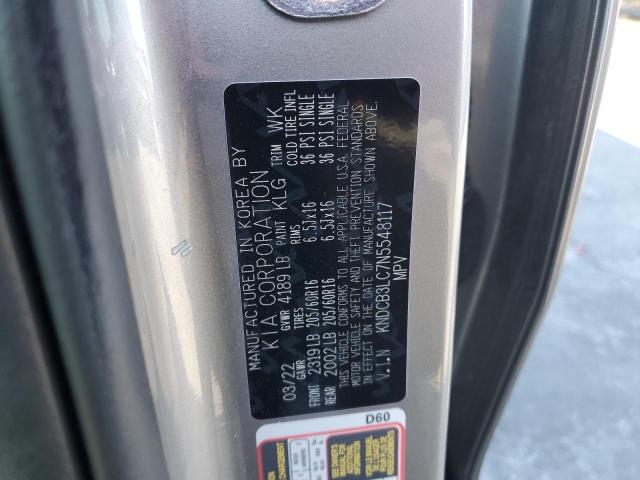 MANUFACTURED IN KOREA BY
KIA CORPORATION
03/22 GVWR 4189 LB PAINT KLG TRIM WK
GAWR TIRES RIMS COLD TIRE INFL
FRONT 2319 LB 205/60R16 6.5Jx16 36 PSI SINGLE
REAR 2002 LB 205/60R16 6.5Jx16 36 PSI SINGLE
THIS VEHICLE CONFORMS TO ALL APPLICABLE U.S.A. FEDERAL
MOTOR VEHICLE SAFETY AND THEFT PREVENTION STANDARDS
IN EFFECT ON THE DATE OF MANUFACTURE SHOWN ABOVE.
V.I.N KNDCB3LC7N5548117
MPV
D60